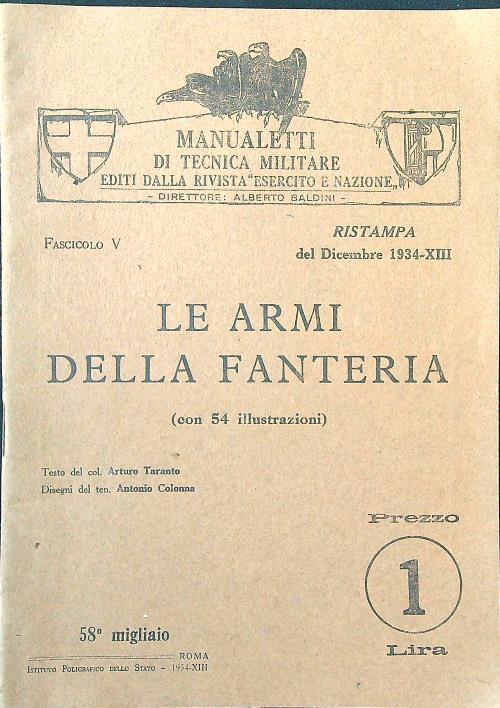 MANUALETTI
DI TECNICA MILITARE
EDITI DALLA RIVISTA "ESERCITO E NAZIONE„
- DIRETTORE: ALBERTO BALDINI -
FASCICOLO V
RISTAMPA
del Dicembre 1934-XIII
LE ARMI
DELLA FANTERIA
(con 54 illustrazioni)
Testo del col. Arturo Taranto
Disegni del ten. Antonio Colonna
Prezzo
1
Lira
58º migliaio
ROMA
ISTITUTO POLIGRAFICO DELLO STATO - 1934-XIII